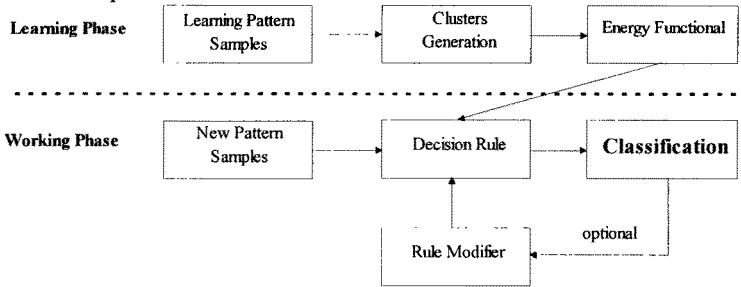 Learning Phase
Learning Pattern
Samples
Clusters
Generation
Energy Functional
Working Phase
New Pattern
Samples
Decision Rule
Classification
optional
Rule Modifier